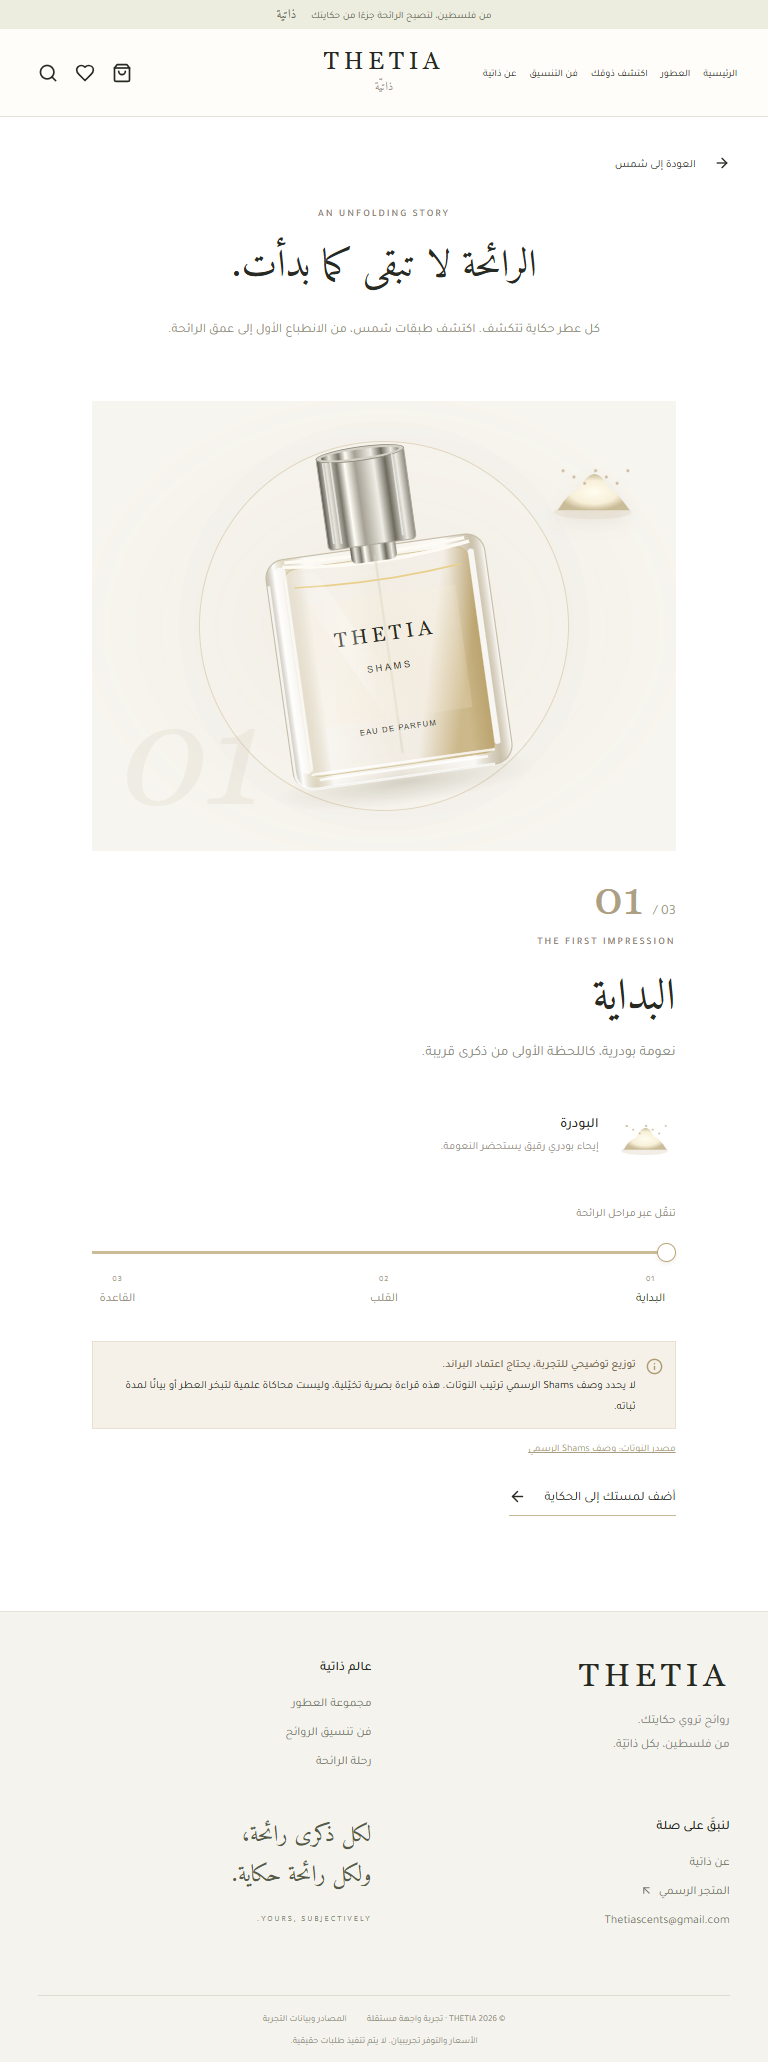 من فلسطين، لتصبح الرائحة جزءًا من حكايتك ذاتيّة
الرئيسية العطور اكتشف ذوقك فن التنسيق عن ذاتية
THETIA
ذاتيّة
العودة إلى شمس
AN UNFOLDING STORY
الرائحة لا تبقى كما بدأت.
كل عطر حكاية تتكشف. اكتشف طبقات شمس، من الانطباع الأول إلى عمق الرائحة.
THETIA
SHAMS
EAU DE PARFUM
01
01 / 03
THE FIRST IMPRESSION
البداية
نعومة بودرية، كاللحظة الأولى من ذكرى قريبة.
البودرة
إيحاء بودري رقيق يستحضر النعومة.
تنقّل عبر مراحل الرائحة
01 02 03
البداية القلب القاعدة
توزيع توضيحي للتجربة، يحتاج اعتماد البراند.
لا يحدد وصف Shams الرسمي ترتيب النوتات. هذه قراءة بصرية تخيّلية، وليست محاكاة علمية لتبخر العطر أو بيانًا لمدة
ثباته.
مصدر النوتات: وصف Shams الرسمي
أضف لمستك إلى الحكاية
THETIA
روائح تروي حكايتك.
من فلسطين، بكل ذاتيّة.
عالم ذاتية
مجموعة العطور
فن تنسيق الروائح
رحلة الرائحة
لنبقَ على صلة
عن ذاتية
المتجر الرسمي
Thetiascents@gmail.com
لكل ذكرى رائحة،
ولكل رائحة حكاية.
YOURS, SUBJECTIVELY.
© 2026 THETIA · تجربة واجهة مستقلة المصادر وبيانات التجربة
الأسعار والتوفر تجريبيان. لا يتم تنفيذ طلبات حقيقية.